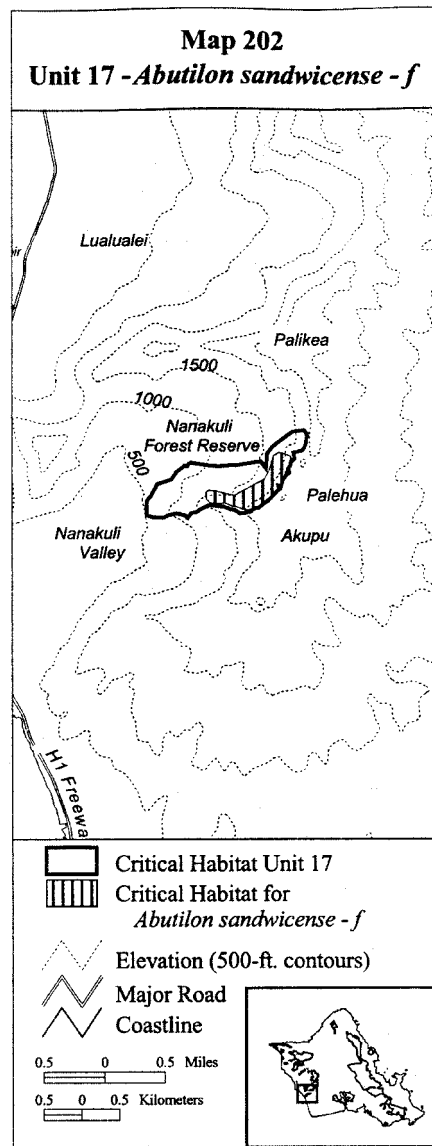 Map 202
Unit 17 - Abutilon sandwicense - f
Lualualei
ir
Palikea
1500
1000
Nanakuli
Forest Reserve
500
Palehua
Nanakuli
Valley
Akupu
H1 Freewa
Critical Habitat Unit 17
Critical Habitat for
Abutilon sandwicense - f
Elevation (500-ft. contours)
Major Road
Coastline
0.5 0 0.5 Miles
0.5 0 0.5 Kilometers